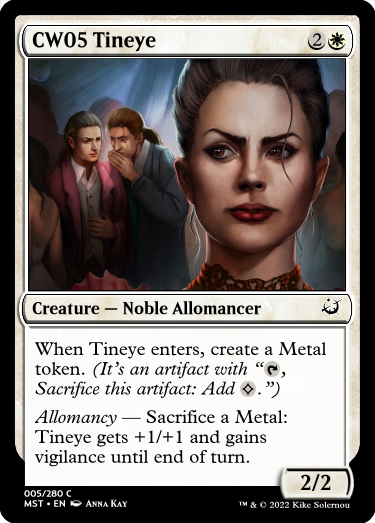 CW05 Tineye 2
Creature — Noble Allomancer
When Tineye enters, create a Metal
token. (It's an artifact with “,
Sacrifice this artifact: Add .”)
Allomancy — Sacrifice a Metal:
Tineye gets +1/+1 and gains
vigilance until end of turn.
2/2
005/280 C
MST • EN Anna Kay
™ & © 2022 Kike Solernou